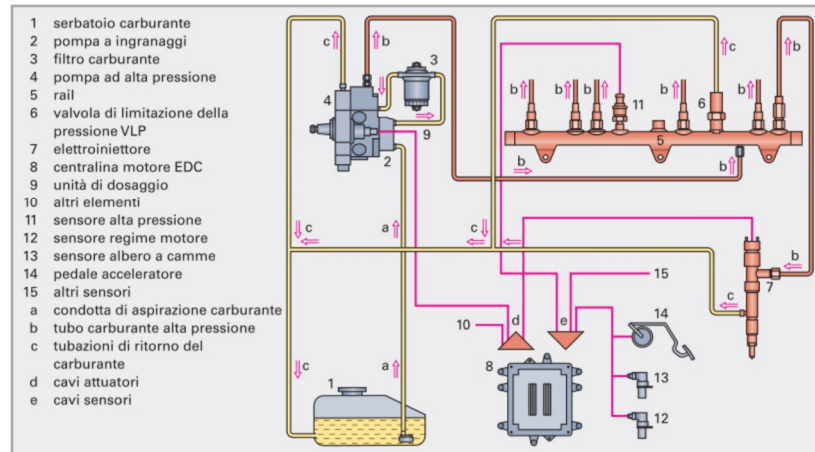 1 serbatoio carburante
2 pompa a ingranaggi
3 filtro carburante
4 pompa ad alta pressione
5 rail
6 valvola di limitazione della
pressione VLP
7 elettroiniettore
8 centralina motore EDC
9 unità di dosaggio
10 altri elementi
11 sensore alta pressione
12 sensore regime motore
13 sensore albero a camme
14 pedale acceleratore
15 altri sensori
a condotta di aspirazione carburante
b tubo carburante alta pressione
c tubazioni di ritorno del
carburante
d cavi attuatori
e cavi sensori
c
b
3
4
9
2
b
b
b
11
b
6
c
b
b
5
b
b
c
a
c
b
7
c
15
10
d
e
14
8
13
12
c
1
a